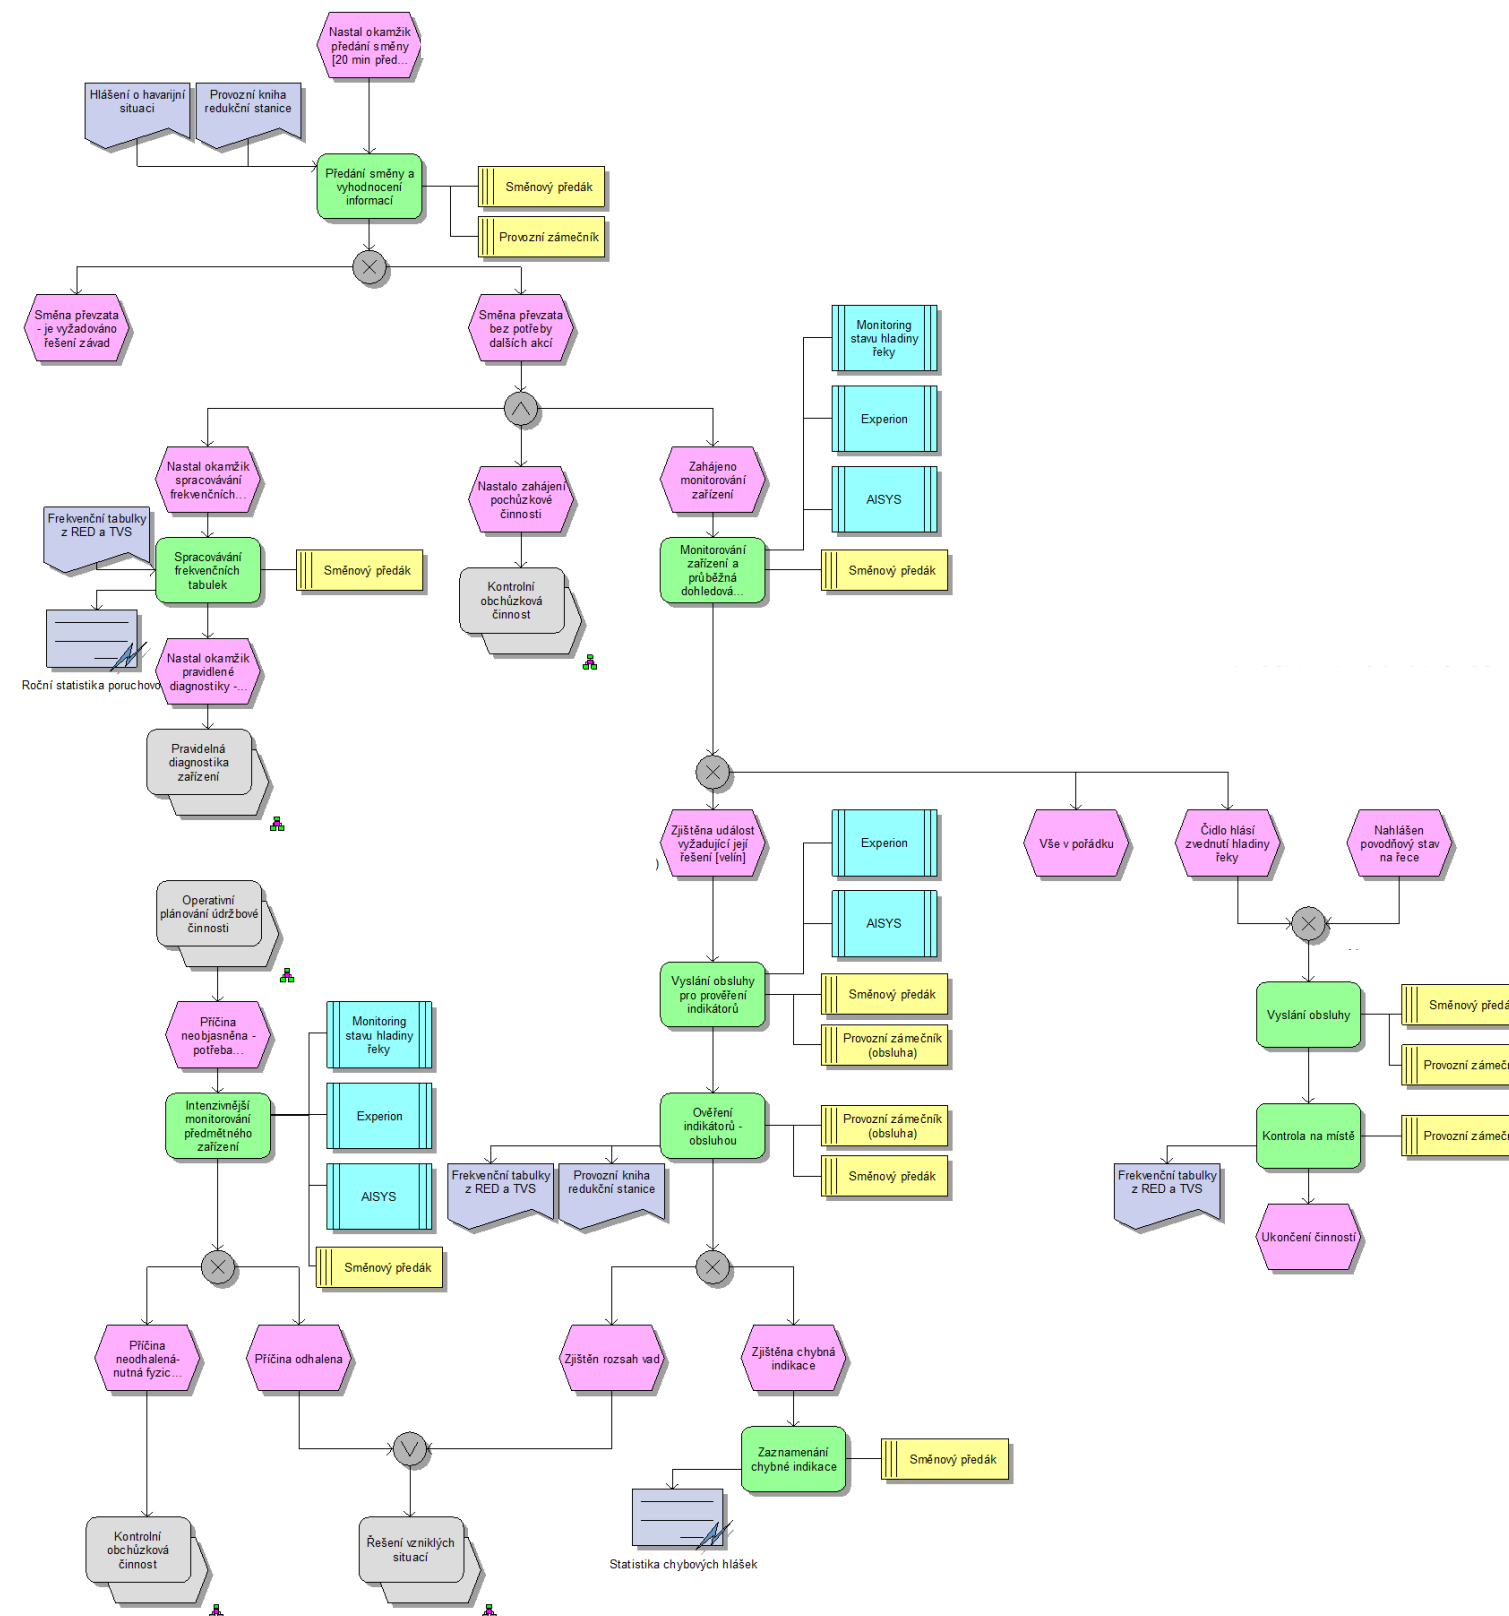 Nastal okamžik
předání směny
[20 min před...
Hlášení o havarijní
situaci
Provozní kniha
redukční stanice
Předání směny a
vyhodnocení
informací
Směnový předák
Provozní zámečník
Směna převzata
- je vyžadováno
řešení závad
Směna převzata
bez potřeby
dalších akcí
Monitoring
stavu hladiny
řeky
Experion
AISYS
Nastal okamžik
spracovávání
frekvenčních...
Nastalo zahájení
pochůzkové
činnosti
Zahájeno
monitorování
zařízení
Frekvenční tabulky
z RED a TVS
Spracovávání
frekvenčních
tabulek
Směnový předák
Kontrolní
obchůzková
činnost
Monitorování
zařízení a
průběžná
dohledová...
Směnový předák
Roční statistika poruchovo
Nastal okamžik
pravidlené
diagnostiky -...
Pravidelná
diagnostika
zařízení
Zjištěna událost
vyžadující její
řešení [velín]
)
Experion
AISYS
Vše v pořádku
Čidlo hlásí
zvednutí hladiny
řeky
Nahlášen
povodňový stav
na řece
Operativní
plánování údržbové
činnosti
Příčina
neobjasněna -
potřeba...
Monitoring
stavu hladiny
řeky
Experion
AISYS
Směnový předák
Intenzivnější
monitorování
předmětného
zařízení
Vyslání obsluhy
pro prověření
indikátorů
Směnový předák
Provozní zámečník
(obsluha)
Vyslání obsluhy
Směnový předá
Provozní zámečn
Ověření
indikátorů -
obsluhou
Provozní zámečník
(obsluha)
Směnový předák
Kontrola na místě
Provozní zámečn
Frekvenční tabulky
z RED a TVS
Provozní kniha
redukční stanice
Frekvenční tabulky
z RED a TVS
Ukončení činností
Příčina
neodhalená-
nutná fyzic...
Příčina odhalena
Zjištěn rozsah vad
Zjištěna chybná
indikace
Zaznamenání
chybné indikace
Směnový předák
Statistika chybových hlášek
Kontrolní
obchůzková
činnost
Řešení vzniklých
situací